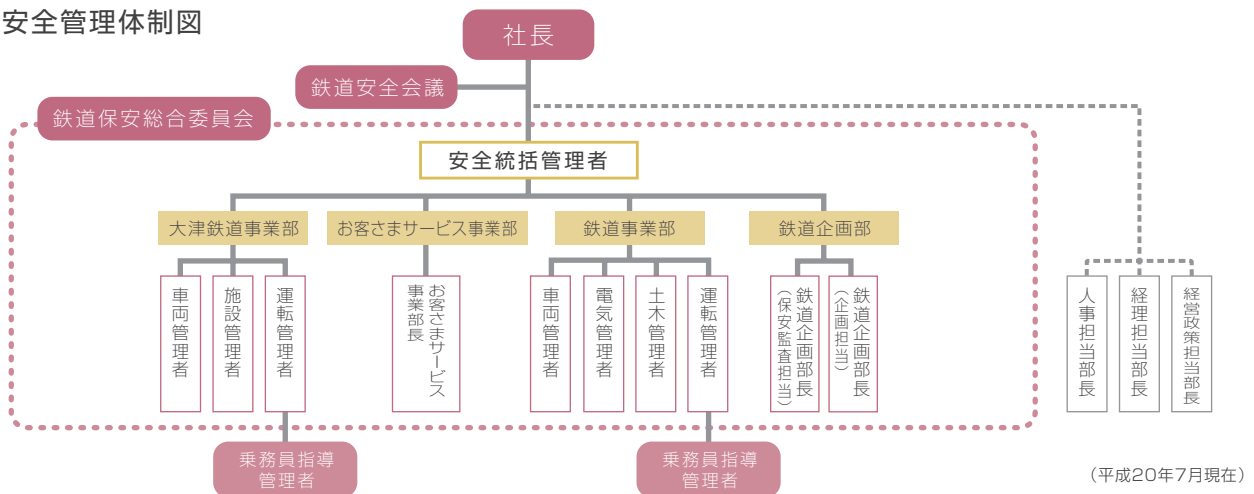 安全管理体制図
社長
鉄道安全会議
鉄道保安総合委員会
安全統括管理者
大津鉄道事業部
お客さまサービス事業部
鉄道事業部
鉄道企画部
車両管理者
施設管理者
運転管理者
お客さまサービス
事業部長
車両管理者
電気管理者
土木管理者
運転管理者
鉄道企画部長
（保安監査担当）
鉄道企画部長
（企画担当）
人事担当部長
経理担当部長
経営政策担当部長
乗務員指導
管理者
乗務員指導
管理者
（平成20年7月現在）